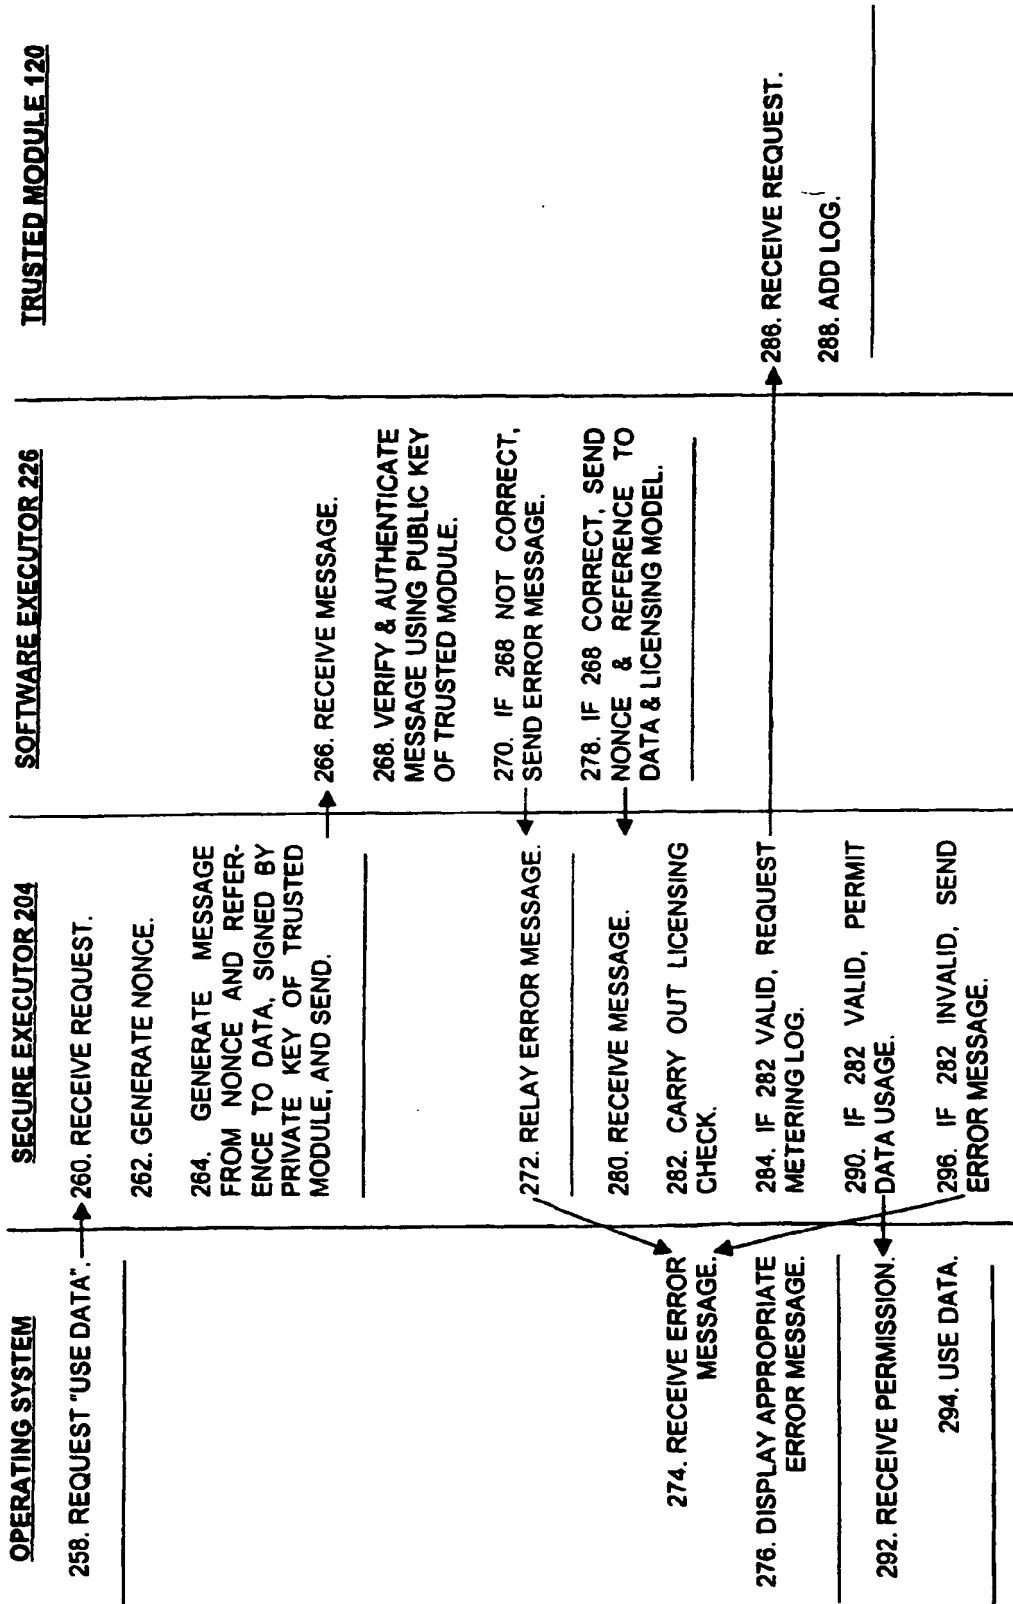 OPERATING SYSTEM
258. REQUEST "USE DATA".
274. RECEIVE ERROR
MESSAGE.
276. DISPLAY APPROPRIATE
ERROR MESSAGE.
292. RECEIVE PERMISSION.
294. USE DATA.
SECURE EXECUTOR 204
260. RECEIVE REQUEST.
262. GENERATE NONCE.
264. GENERATE MESSAGE
FROM NONCE AND REFER-
ENCE TO DATA, SIGNED BY
PRIVATE KEY OF TRUSTED
MODULE, AND SEND.
272. RELAY ERROR MESSAGE.
280. RECEIVE MESSAGE.
282. CARRY OUT LICENSING
CHECK.
284. IF 282 VALID, REQUEST
METERING LOG.
290. IF 282 VALID, PERMIT
DATA USAGE.
296. IF 282 INVALID, SEND
ERROR MESSAGE.
SOFTWARE EXECUTOR 226
266. RECEIVE MESSAGE.
268. VERIFY & AUTHENTICATE
MESSAGE USING PUBLIC KEY
OF TRUSTED MODULE.
270. IF 268 NOT CORRECT,
SEND ERROR MESSAGE.
278. IF 268 CORRECT, SEND
NONCE & REFERENCE TO
DATA & LICENSING MODEL.
TRUSTED MODULE 120
286. RECEIVE REQUEST.
288. ADD LOG.